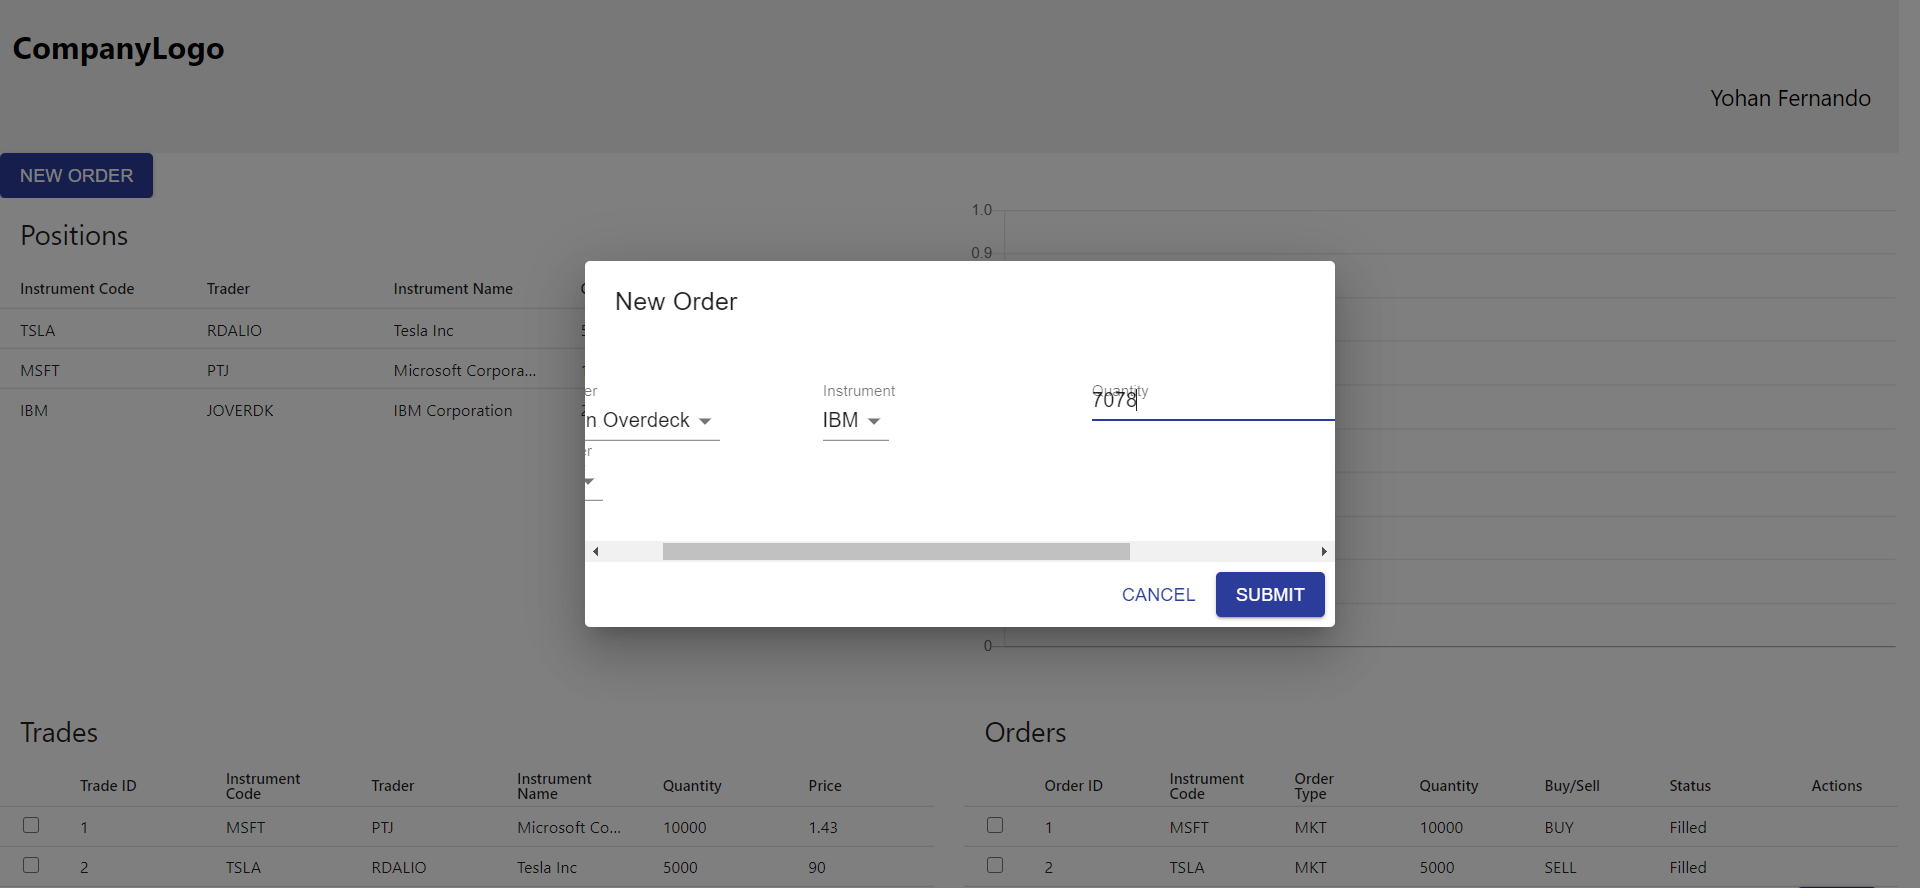 CompanyLogo
Yohan Fernando
NEW ORDER
Positions
Instrument Code Trader Instrument Name
TSLA RDALIO Tesla Inc
MSFT PTJ Microsoft Corpora...
IBM JOVERDK IBM Corporation
1.0
0.9
0
New Order
er Instrument Quantity
n Overdeck IBM 7078
er
CANCEL SUBMIT
Trades
Trade ID Instrument Code Trader Instrument Name Quantity Price
1 MSFT PTJ Microsoft Co... 10000 1.43
2 TSLA RDALIO Tesla Inc 5000 90
Orders
Order ID Instrument Code Order Type Quantity Buy/Sell Status Actions
1 MSFT MKT 10000 BUY Filled
2 TSLA MKT 5000 SELL Filled